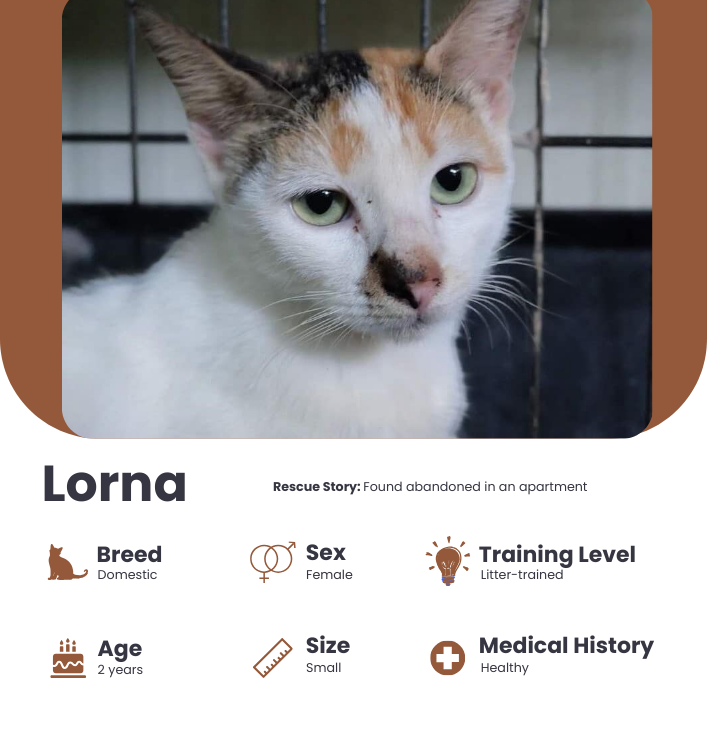 Lorna
Rescue Story: Found abandoned in an apartment
Breed
Domestic
Sex
Female
Training Level
Litter-trained
Age
2 years
Size
Small
Medical History
Healthy